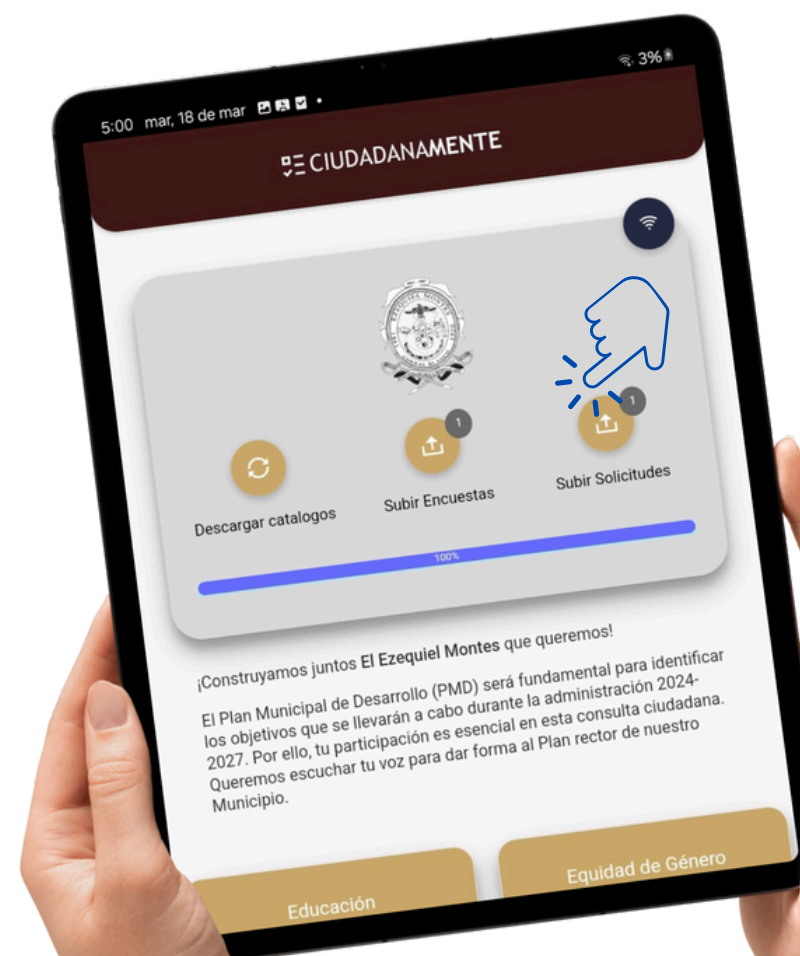 5:00 mar, 18 de mar
3%
CIUDADANAMENTE
EZEQUIEL MONTES
1
1
Descargar catalogos
Subir Encuestas
Subir Solicitudes
100%
¡Construyamos juntos El Ezequiel Montes que queremos!
El Plan Municipal de Desarrollo (PMD) será fundamental para identificar
los objetivos que se llevarán a cabo durante la administración 2024-
2027. Por ello, tu participación es esencial en esta consulta ciudadana.
Queremos escuchar tu voz para dar forma al Plan rector de nuestro
Municipio.
Educación
Equidad de Género